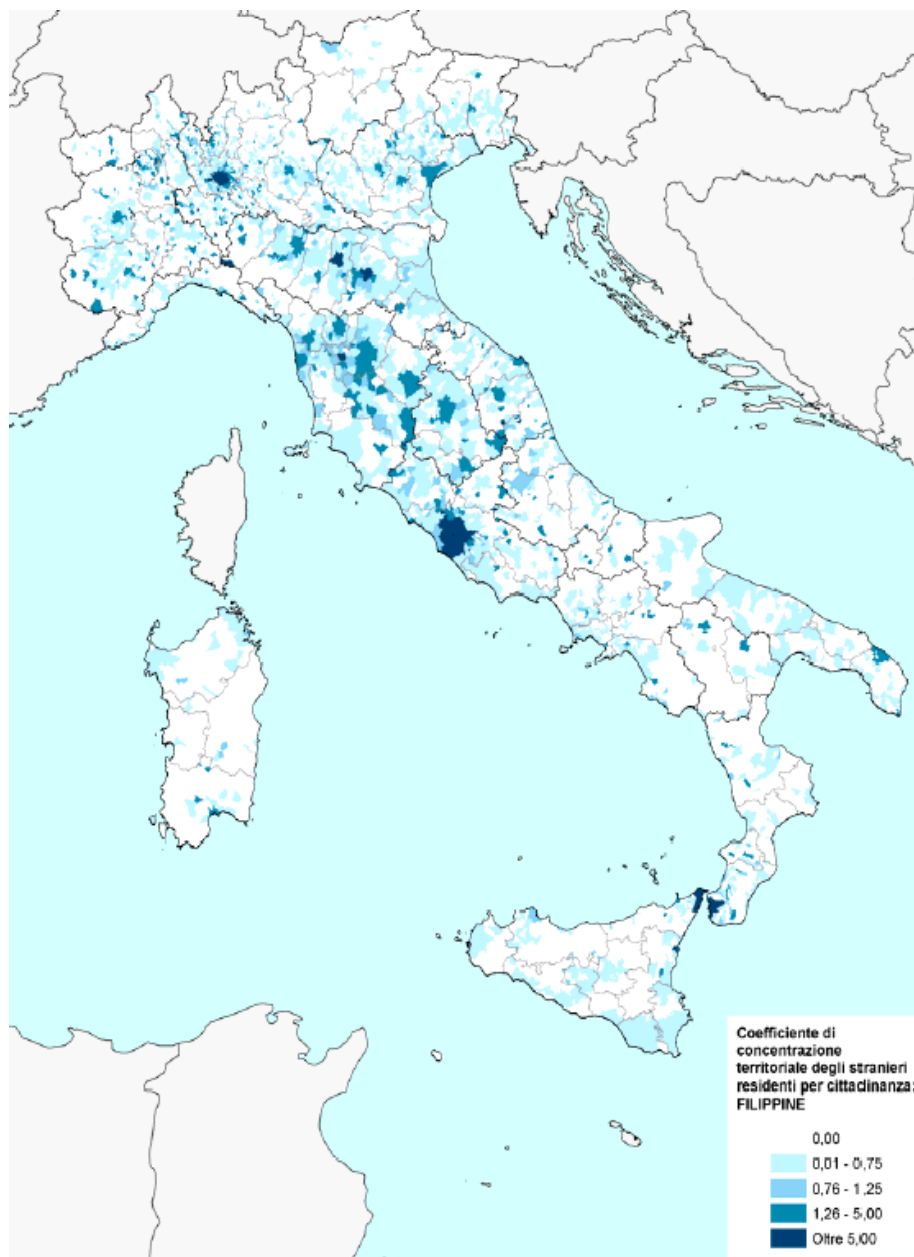 Coefficiente di
concentrazione
territoriale degli stranieri
residenti per cittadinanza:
FILIPPINE
0,00
0,01 - 0,75
0,76 - 1,25
1,26 - 5,00
Oltre 5,00